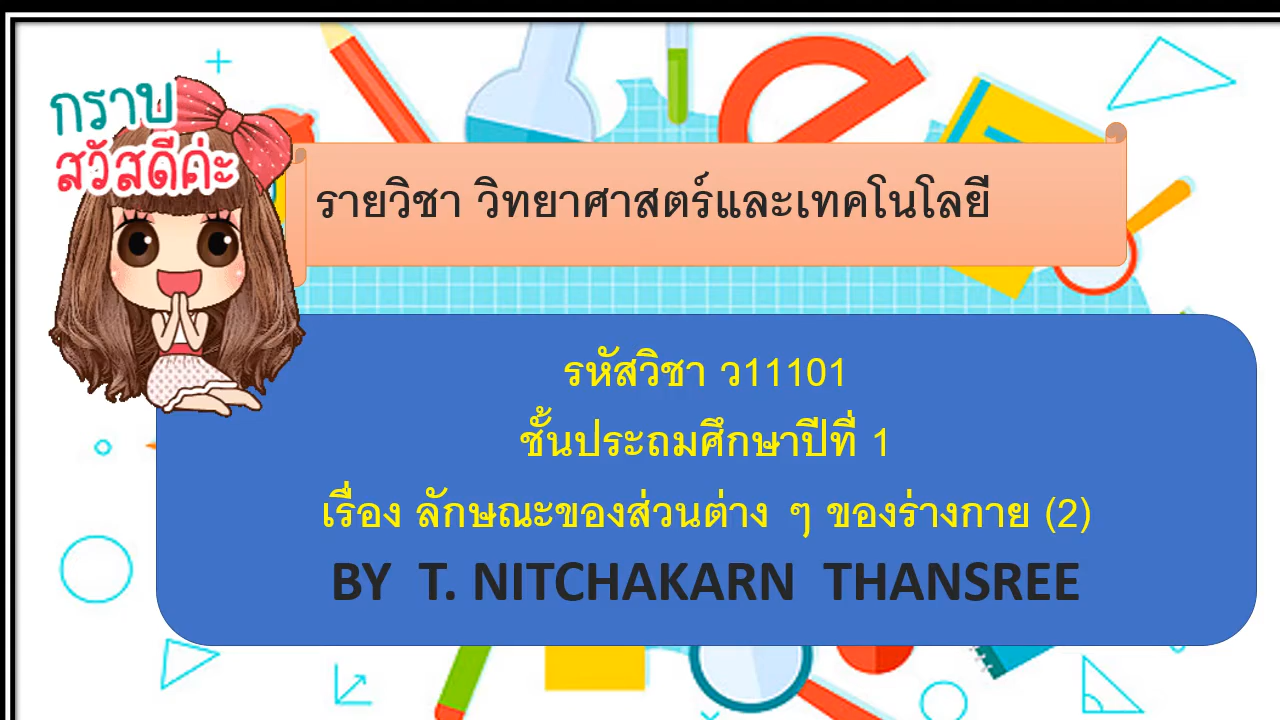 กราบ
สวัสดีค่ะ
รายวิชา วิทยาศาสตร์และเทคโนโลยี
รหัสวิชา ว11101
ชั้นประถมศึกษาปีที่ 1
เรื่อง ลักษณะของส่วนต่าง ๆ ของร่างกาย (2)
BY T. NITCHAKARN THANSREE